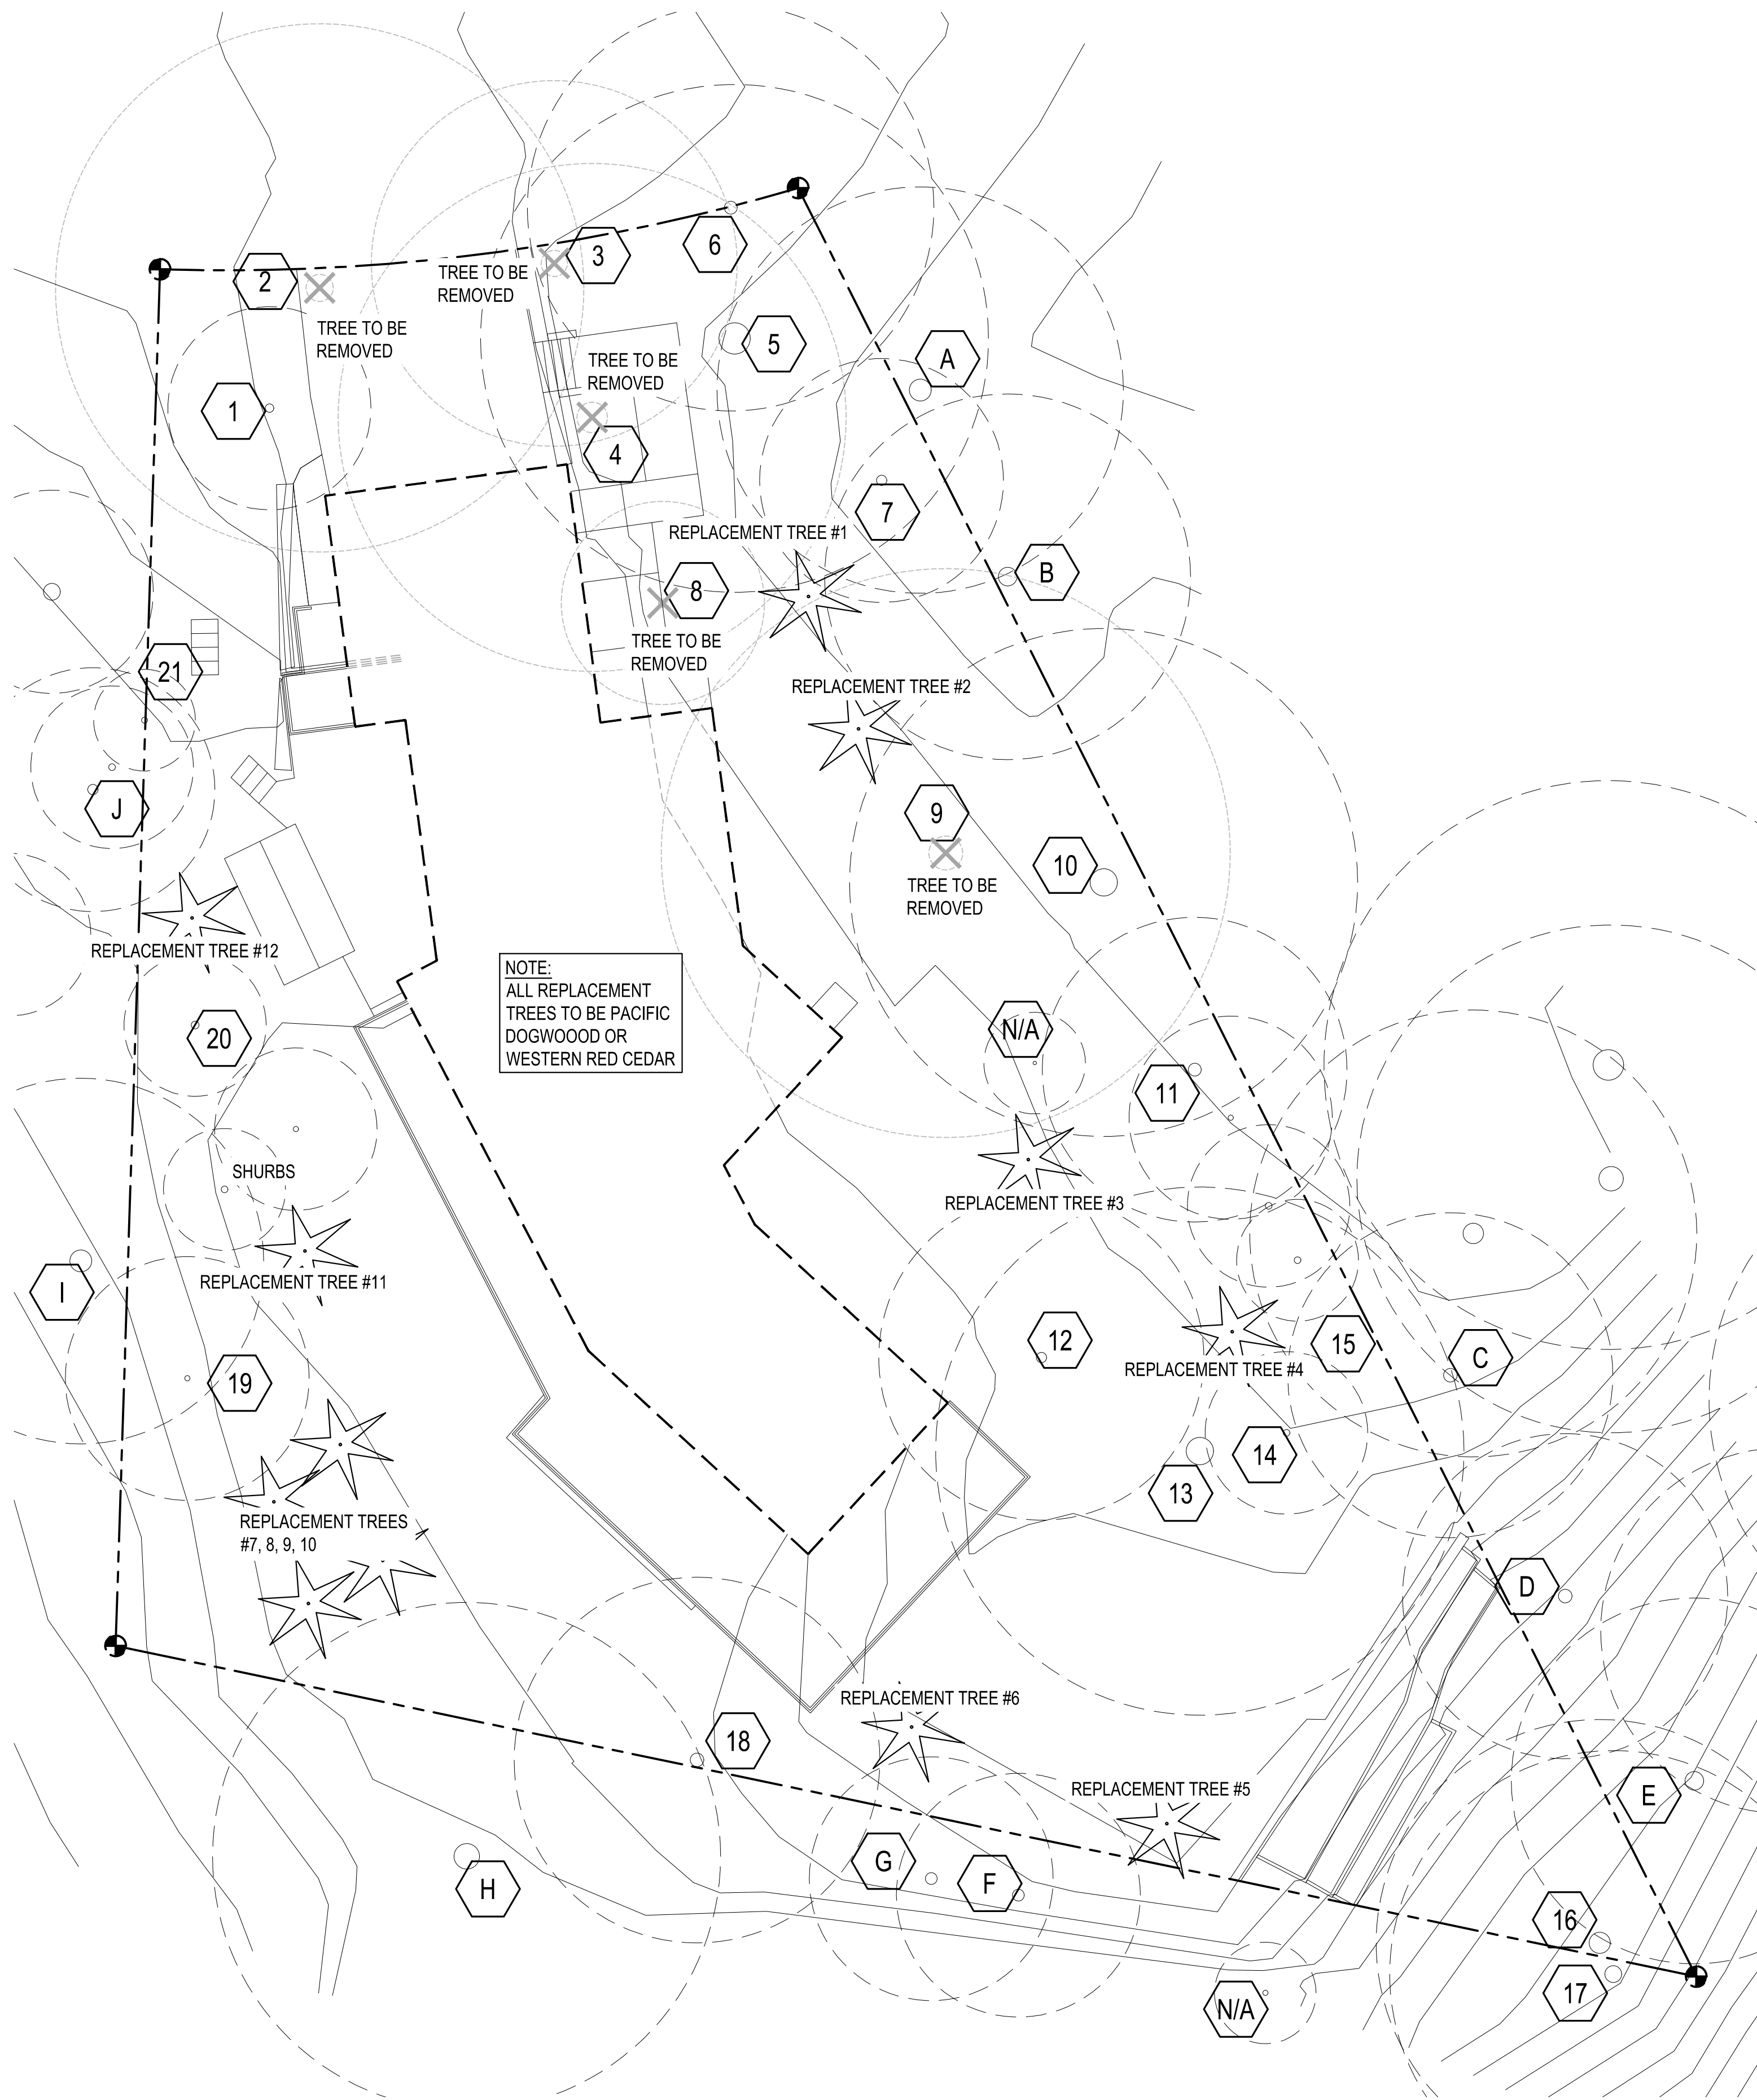 3
6
2
TREE TO BE
REMOVED
TREE TO BE
REMOVED
5
A
TREE TO BE
REMOVED
1
4
7
REPLACEMENT TREE #1
B
8
TREE TO BE
REMOVED
21
REPLACEMENT TREE #2
J
9
10
TREE TO BE
REMOVED
REPLACEMENT TREE #12
NOTE:
ALL REPLACEMENT
TREES TO BE PACIFIC
DOGWOOOD OR
WESTERN RED CEDAR
20
N/A
11
SHURBS
REPLACEMENT TREE #3
I
REPLACEMENT TREE #11
12
15
C
REPLACEMENT TREE #4
19
14
13
REPLACEMENT TREES
#7, 8, 9, 10
D
REPLACEMENT TREE #6
18
REPLACEMENT TREE #5
E
G
F
H
16
17
N/A